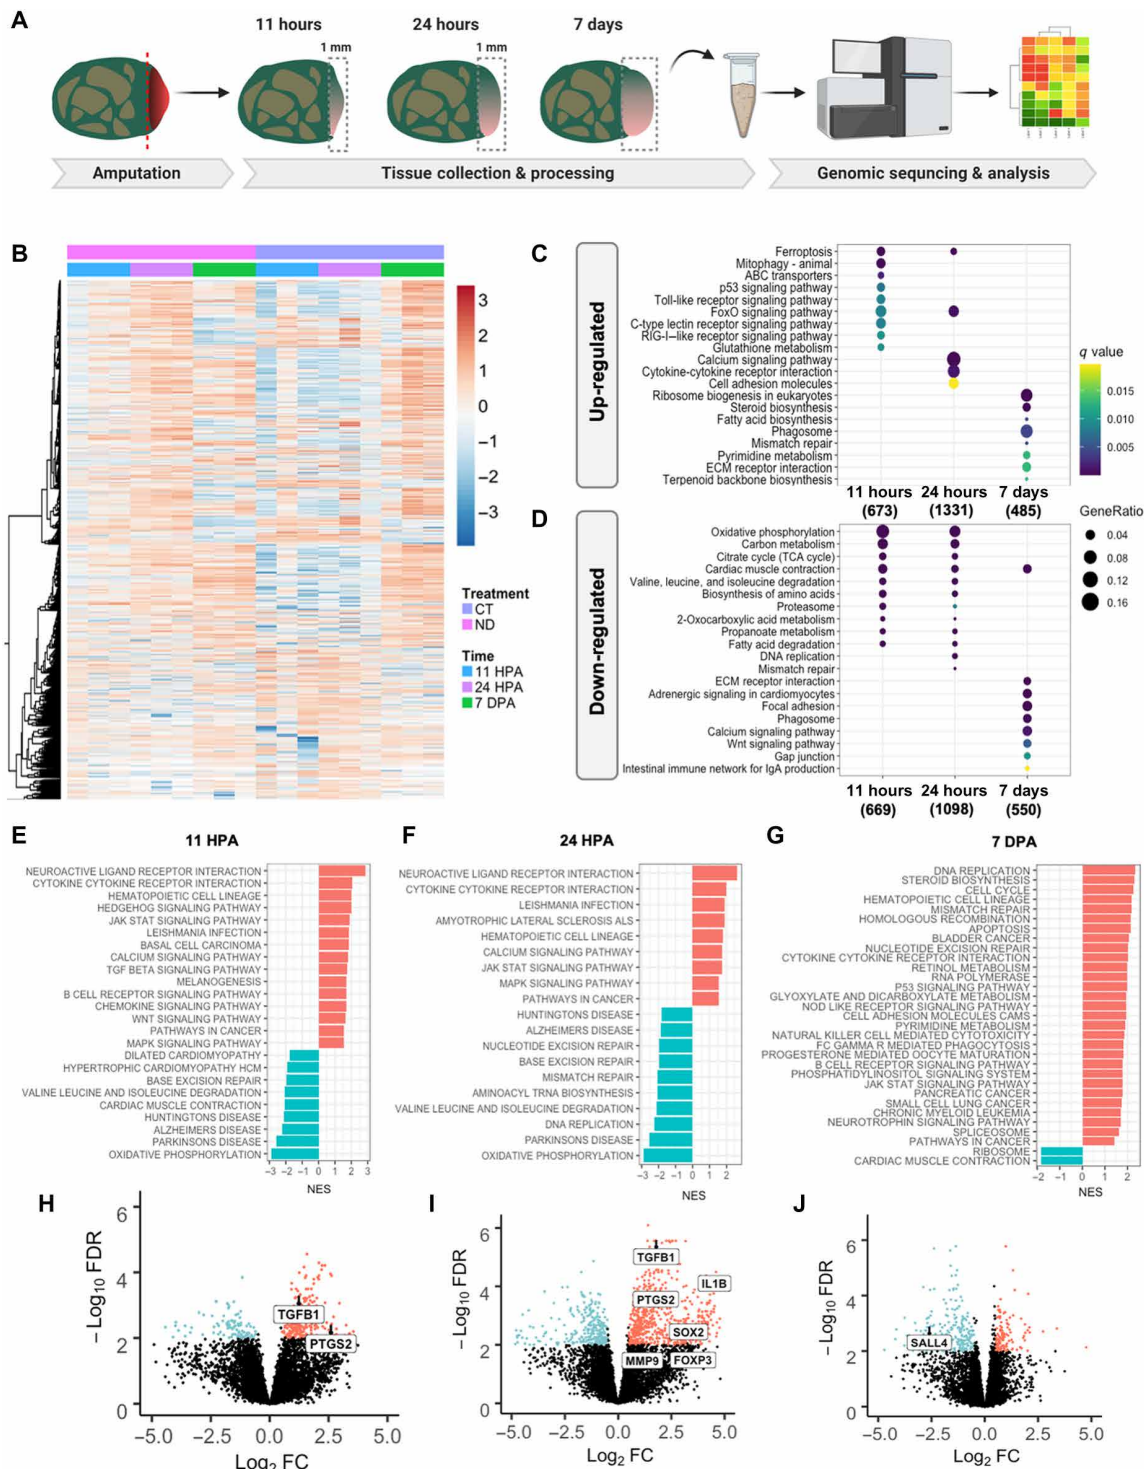 A
11 hours
24 hours
7 days
1 mm
1 mm
Amputation
Tissue collection & processing
Genomic sequncing & analysis
B
3
2
1
0
−1
−2
−3
Treatment
CT
ND
Time
11 HPA
24 HPA
7 DPA
C
Up-regulated
Ferroptosis
Mitophagy - animal
ABC transporters
p53 signaling pathway
Toll-like receptor signaling pathway
FoxO signaling pathway
C-type lectin receptor signaling pathway
RIG-I-like receptor signaling pathway
Glutathione metabolism
Calcium signaling pathway
Cytokine-cytokine receptor interaction
Cell adhesion molecules
Ribosome biogenesis in eukaryotes
Steroid biosynthesis
Fatty acid biosynthesis
Phagosome
Mismatch repair
Pyrimidine metabolism
ECM receptor interaction
Terpenoid backbone biosynthesis
11 hours
(673)
24 hours
(1331)
7 days
(485)
q value
0.015
0.010
0.005
GeneRatio
0.04
0.08
0.12
0.16
D
Down-regulated
Oxidative phosphorylation
Carbon metabolism
Citrate cycle (TCA cycle)
Cardiac muscle contraction
Valine, leucine, and isoleucine degradation
Biosynthesis of amino acids
Proteasome
2-Oxocarboxylic acid metabolism
Propanoate metabolism
Fatty acid degradation
DNA replication
Mismatch repair
ECM receptor interaction
Adrenergic signaling in cardiomyocytes
Focal adhesion
Phagosome
Calcium signaling pathway
Wnt signaling pathway
Gap junction
Intestinal immune network for IgA production
11 hours
(669)
24 hours
(1098)
7 days
(550)
E
11 HPA
NEUROACTIVE LIGAND RECEPTOR INTERACTION
CYTOKINE CYTOKINE RECEPTOR INTERACTION
HEMATOPOIETIC CELL LINEAGE
HEDGEHOG SIGNALING PATHWAY
JAK STAT SIGNALING PATHWAY
LEISHMANIA INFECTION
BASAL CELL CARCINOMA
CALCIUM SIGNALING PATHWAY
TGF BETA SIGNALING PATHWAY
MELANOGENESIS
B CELL RECEPTOR SIGNALING PATHWAY
CHEMOKINE SIGNALING PATHWAY
WNT SIGNALING PATHWAY
PATHWAYS IN CANCER
MAPK SIGNALING PATHWAY
DILATED CARDIOMYOPATHY
HYPERTROPHIC CARDIOMYOPATHY HCM
BASE EXCISION REPAIR
VALINE LEUCINE AND ISOLEUCINE DEGRADATION
CARDIAC MUSCLE CONTRACTION
HUNTINGTONS DISEASE
ALZHEIMERS DISEASE
PARKINSONS DISEASE
OXIDATIVE PHOSPHORYLATION
−3 −2 −1 0 1 2 3
NES
F
24 HPA
NEUROACTIVE LIGAND RECEPTOR INTERACTION
CYTOKINE CYTOKINE RECEPTOR INTERACTION
LEISHMANIA INFECTION
AMYOTROPHIC LATERAL SCLEROSIS ALS
HEMATOPOIETIC CELL LINEAGE
CALCIUM SIGNALING PATHWAY
JAK STAT SIGNALING PATHWAY
MAPK SIGNALING PATHWAY
PATHWAYS IN CANCER
HUNTINGTONS DISEASE
ALZHEIMERS DISEASE
NUCLEOTIDE EXCISION REPAIR
BASE EXCISION REPAIR
MISMATCH REPAIR
AMINOACYL TRNA BIOSYNTHESIS
VALINE LEUCINE AND ISOLEUCINE DEGRADATION
DNA REPLICATION
PARKINSONS DISEASE
OXIDATIVE PHOSPHORYLATION
−3 −2 −1 0 1 2
NES
G
7 DPA
DNA REPLICATION
STEROID BIOSYNTHESIS
CELL CYCLE
HEMATOPOIETIC CELL LINEAGE
MISMATCH REPAIR
HOMOLOGOUS RECOMBINATION
APOPTOSIS
BLADDER CANCER
NUCLEOTIDE EXCISION REPAIR
CYTOKINE CYTOKINE RECEPTOR INTERACTION
RETINOL METABOLISM
RNA POLYMERASE
P53 SIGNALING PATHWAY
GLYOXYLATE AND DICARBOXYLATE METABOLISM
NOD LIKE RECEPTOR SIGNALING PATHWAY
CELL ADHESION MOLECULES CAMS
PYRIMIDINE METABOLISM
NATURAL KILLER CELL MEDIATED CYTOTOXICITY
FC GAMMA R MEDIATED PHAGOCYTOSIS
PROGESTERONE MEDIATED OOCYTE MATURATION
B CELL RECEPTOR SIGNALING PATHWAY
PHOSPHATIDYLINOSITOL SIGNALING SYSTEM
JAK STAT SIGNALING PATHWAY
PANCREATIC CANCER
SMALL CELL LUNG CANCER
CHRONIC MYELOID LEUKEMIA
NEUROTROPHIN SIGNALING PATHWAY
SPLICEOSOME
PATHWAYS IN CANCER
RIBOSOME
CARDIAC MUSCLE CONTRACTION
−2 −1 0 1 2
NES
H
− Log10 FDR
6
4
2
0
TGFB1
PTGS2
−5.0 −2.5 0.0 2.5 5.0
Log2 FC
I
− Log10 FDR
6
4
2
0
TGFB1
IL1B
PTGS2
SOX2
MMP9
FOXP3
−5.0 −2.5 0.0 2.5 5.0
Log2 FC
J
− Log10 FDR
6
4
2
0
SALL4
−5.0 −2.5 0.0 2.5 5.0
Log2 FC